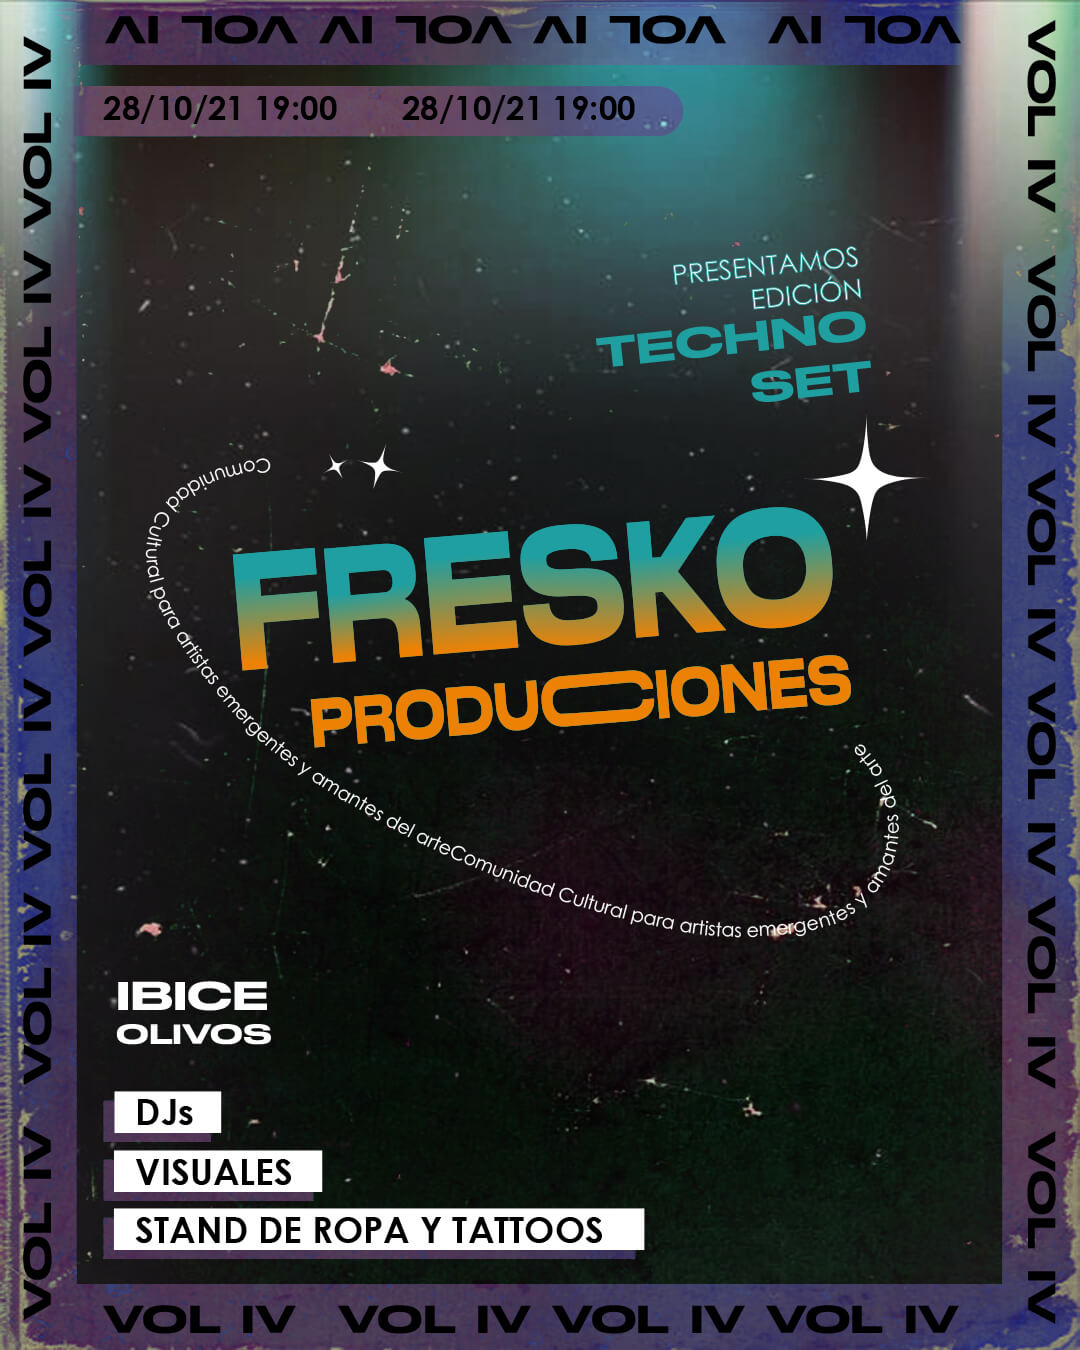 VOL IV VOL IV VOL IV VOL IV
28/10/21 19:00 28/10/21 19:00
PRESENTAMOS
EDICIÓN
TECHNO
SET
FRESKO
PRODUCCIONES
Comunidad Cultural para artistas emergentes y amantes del arteComunidad Cultural para artistas emergentes y amantes del arte
IBICE
OLIVOS
DJs
VISUALES
STAND DE ROPA Y TATTOOS
VOL IV VOL IV VOL IV VOL IV VOL IV VOL IV
VOL IV VOL IV VOL IV VOL IV VOL IV VOL IV
VOL IV VOL IV VOL IV VOL IV